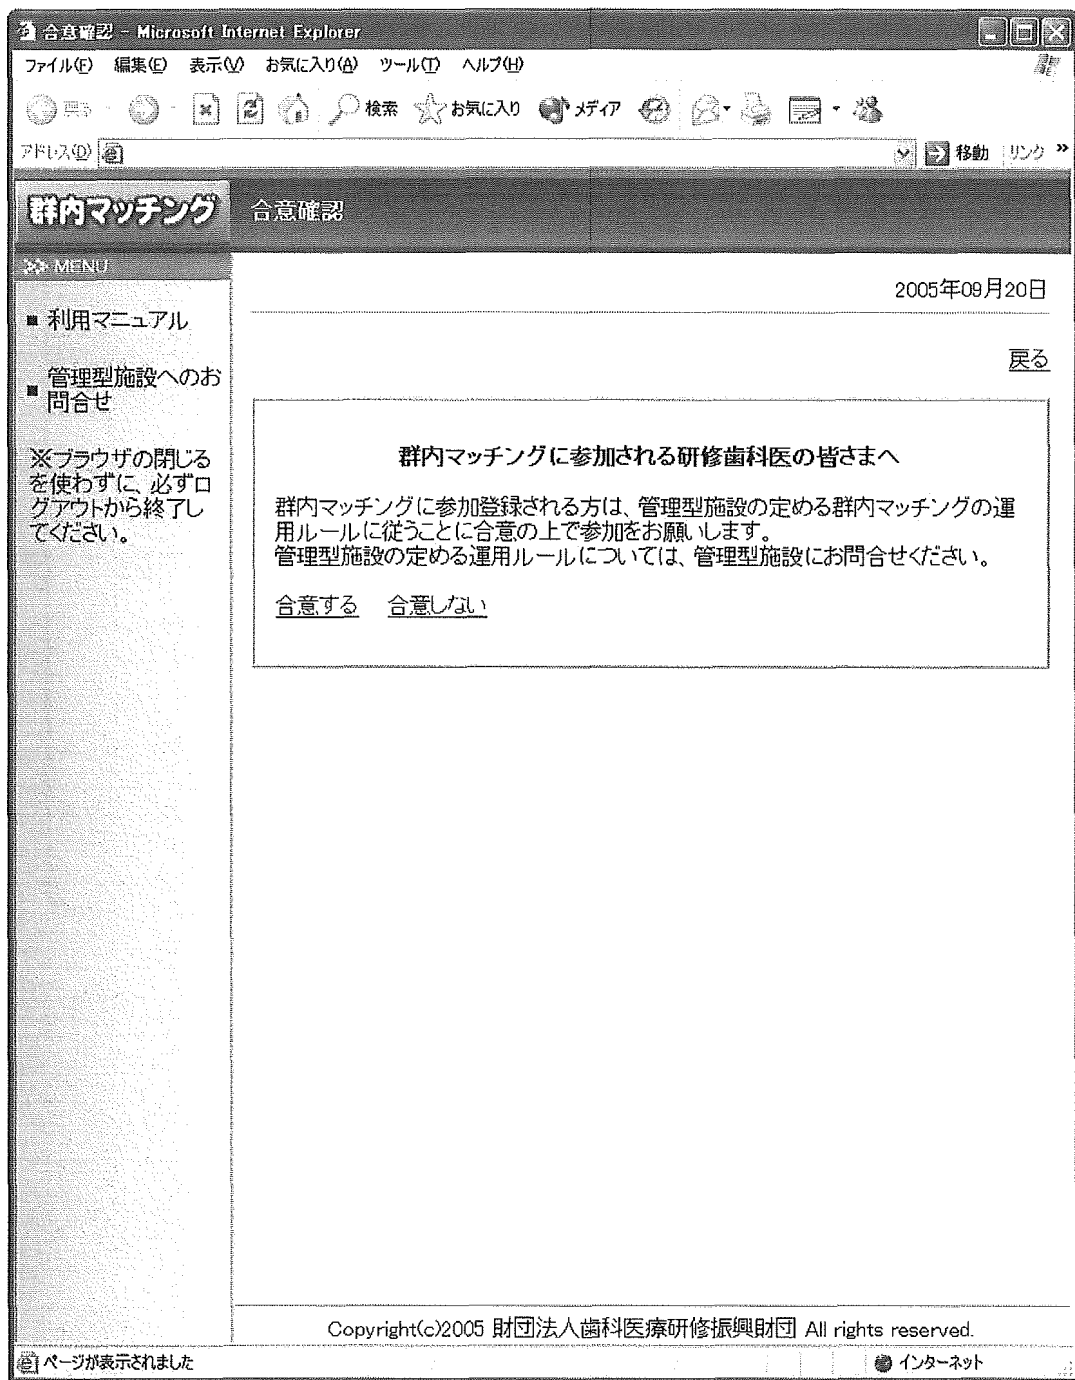 合意確認 - Microsoft Internet Explorer
ファイル(F) 編集(E) 表示(V) お気に入り(A) ツール(T) ヘルプ(H)
戻る 検索 お気に入り メディア
アドレス(D) 移動 リンク »
群内マッチング 合意確認
>> MENU
2005年09月20日
■ 利用マニュアル
戻る
■ 管理型施設へのお
問合せ
※ブラウザの閉じる
を使わずに、必ずロ
グアウトから終了し
てください。
群内マッチングに参加される研修歯科医の皆さまへ
群内マッチングに参加登録される方は、管理型施設の定める群内マッチングの運
用ルールに従うことに合意の上で参加をお願いします。
管理型施設の定める運用ルールについては、管理型施設にお問合せください。
合意する 合意しない
Copyright(c)2005 財団法人歯科医療研修振興財団 All rights reserved.
ページが表示されました インターネット